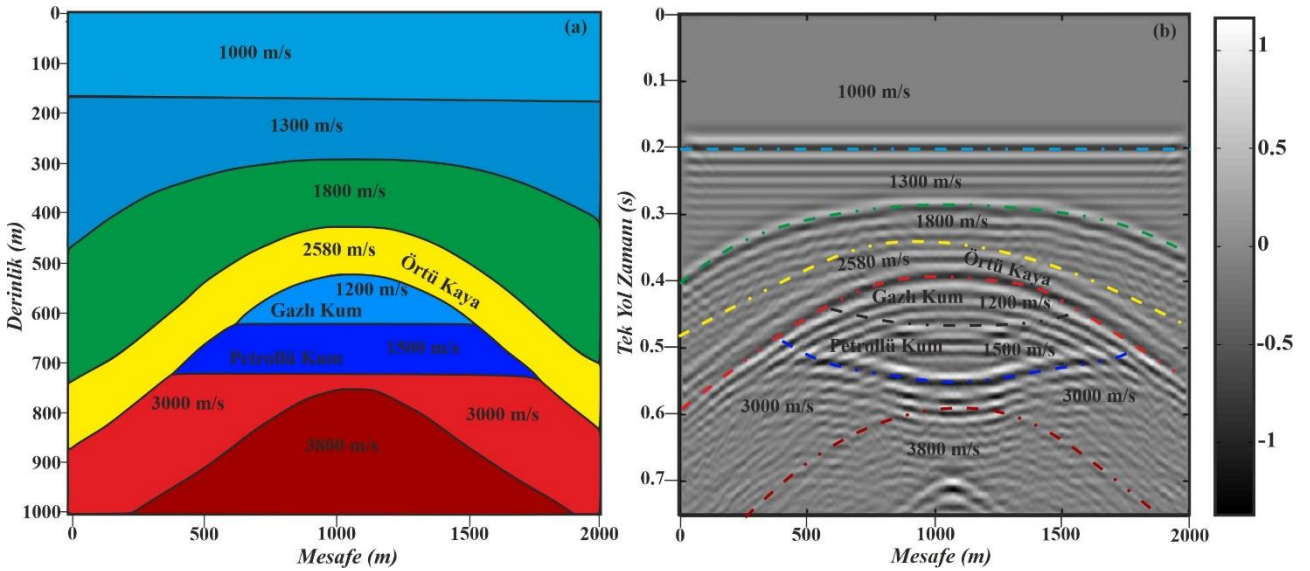 (a)
0
100
200
300
400
500
600
700
800
900
1000
Derinlik (m)
1000 m/s
1300 m/s
1800 m/s
2580 m/s
Örtü Kaya
1200 m/s
Gazlı Kum
1500 m/s
Petrollü Kum
3000 m/s
3000 m/s
3800 m/s
0
500
1000
1500
2000
Mesafe (m)
(b)
0
0.1
0.2
0.3
0.4
0.5
0.6
0.7
Tek Yol Zamanı (s)
1000 m/s
1300 m/s
1800 m/s
2580 m/s
Örtü Kaya
Gazlı Kum
1200 m/s
Petrollü Kum
1500 m/s
3000 m/s
3000 m/s
3800 m/s
0
500
1000
1500
2000
Mesafe (m)
1
0.5
0
-0.5
-1